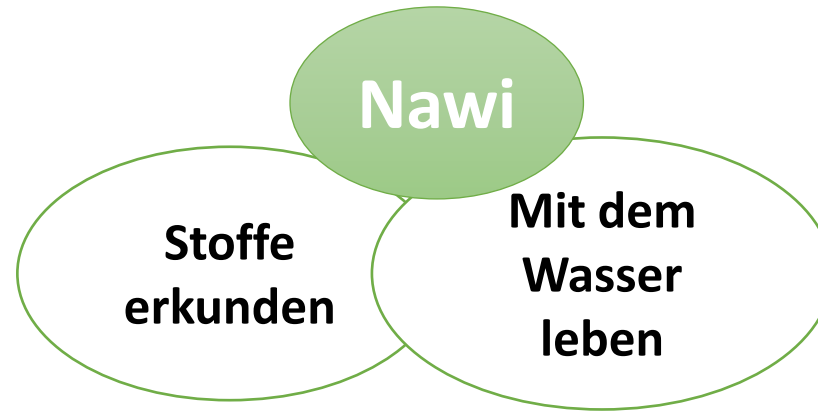 Nawi
Stoffe
erkunden
Mit dem
Wasser
leben